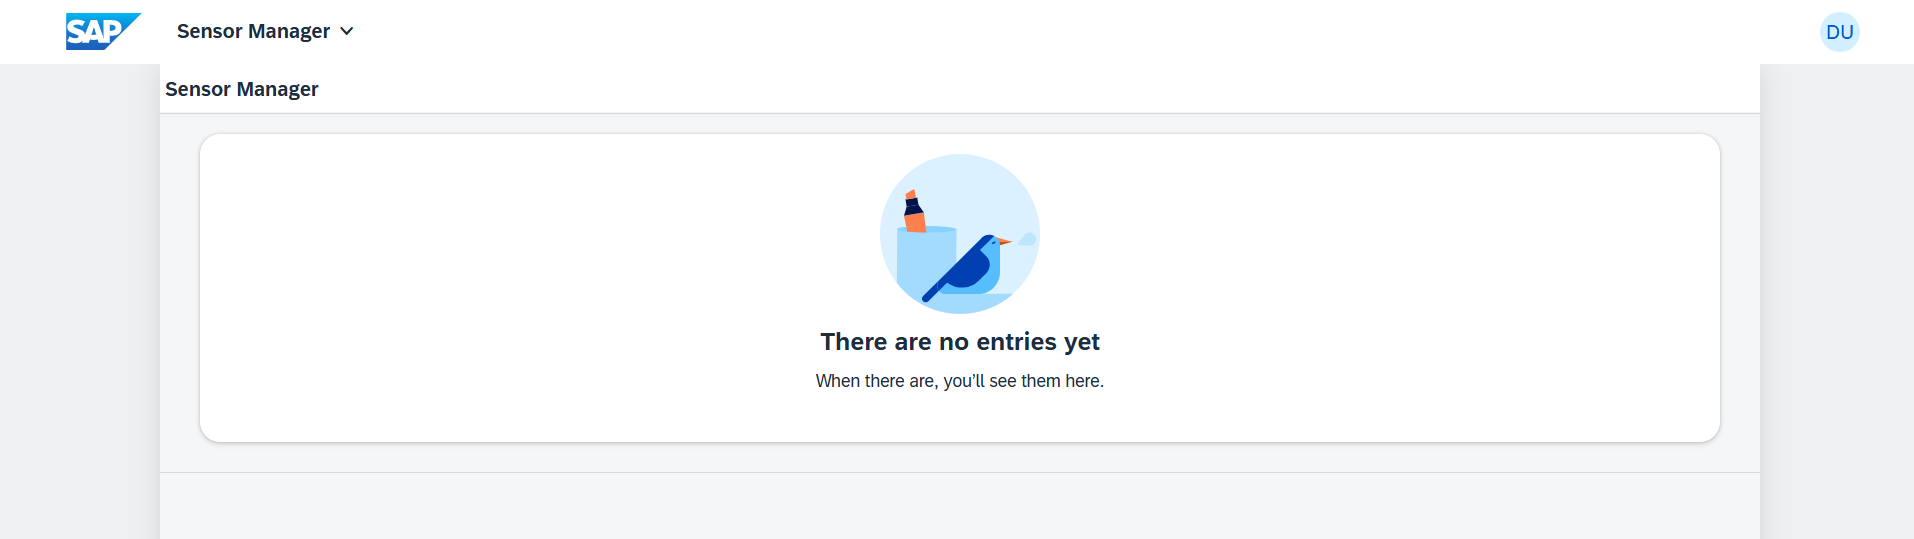 SAP
Sensor Manager
DU
Sensor Manager
There are no entries yet
When there are, you’ll see them here.